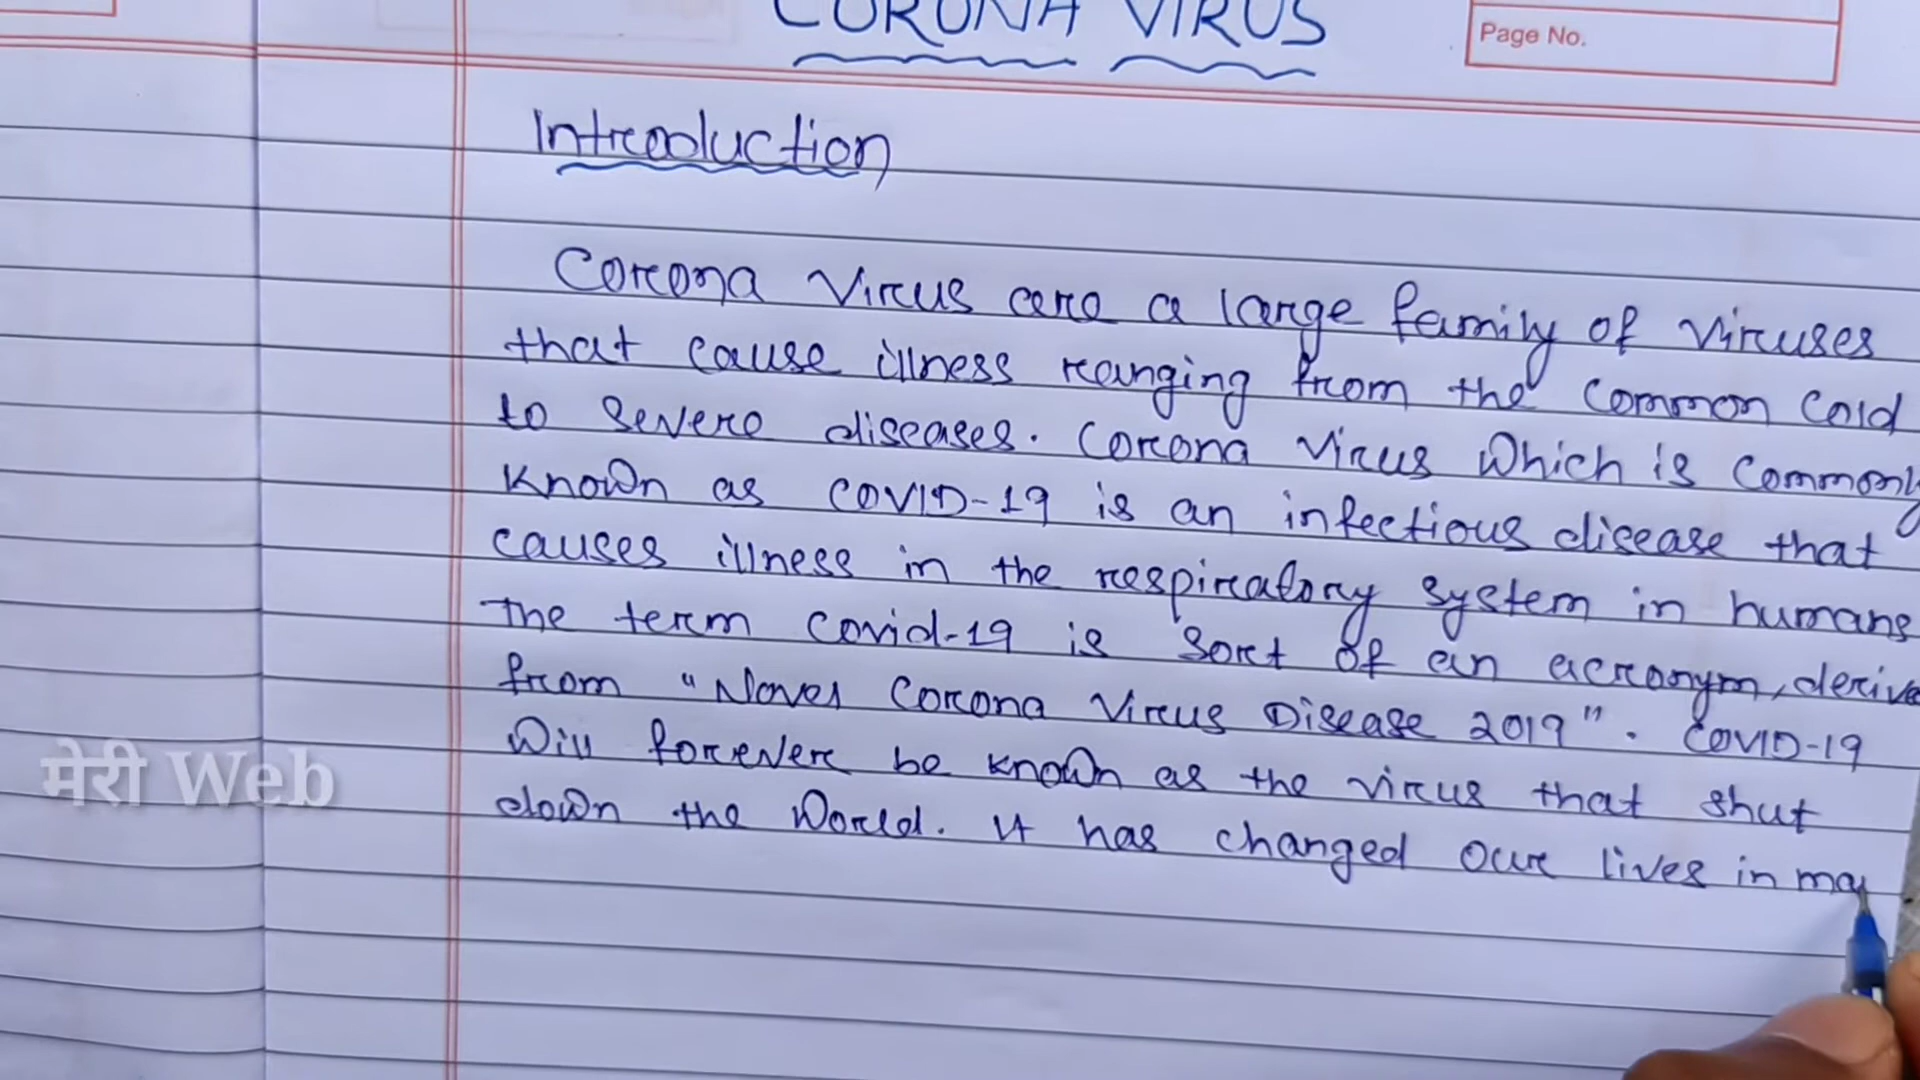 CORONA VIRUS
Page No.
Introduction
Corona Virus are a large family of viruses
that cause illness ranging from the common cold
to severe diseases. Corona Virus which is commonly
known as COVID-19 is an infectious disease that
causes illness in the respiratory system in humans
The term Covid-19 is sort of an acronym, derive
from "Novel Corona Virus Disease 2019". COVID-19
will forever be known as the virus that shut
down the world. It has changed our lives in ma
मेरी Web